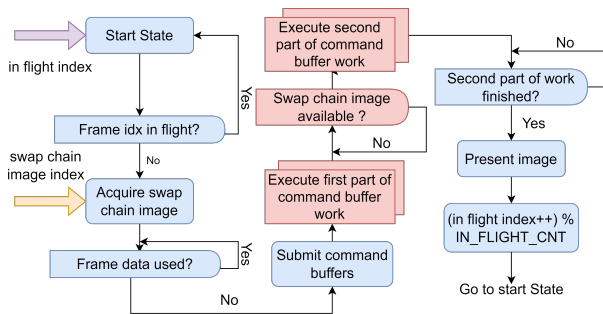 in flight index
Start State
Yes
Frame idx in flight?
No
swap chain
image index
Acquire swap
chain image
Yes
Frame data used?
No
Submit command
buffers
Execute first part of
command buffer
work
No
Swap chain image
available ?
Execute second
part of command
buffer work
No
Second part of work
finished?
Yes
Present image
(in flight index++) %
IN_FLIGHT_CNT
Go to start State